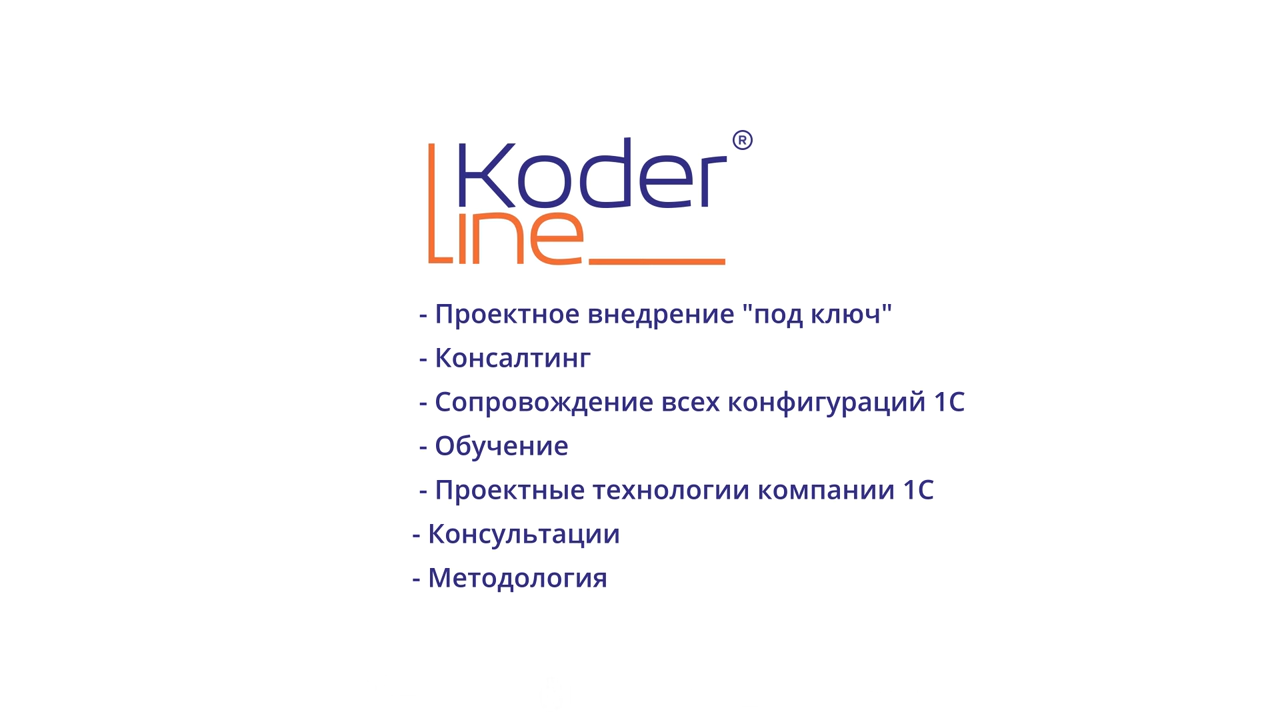 Koder®
Line
- Проектное внедрение "под ключ"
- Консалтинг
- Сопровождение всех конфигураций 1С
- Обучение
- Проектные технологии компании 1С
- Консультации
- Методология